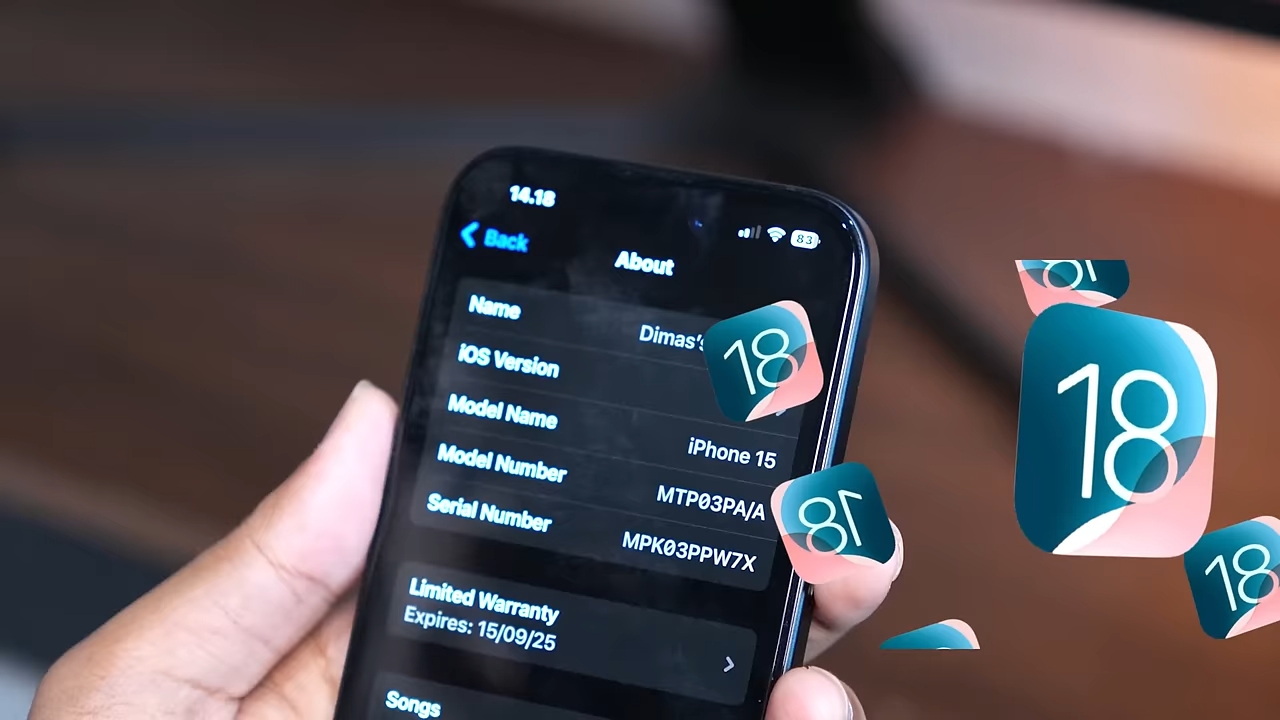 14.18
83
Back
About
Name
Dimas's
iOS Version
Model Name
iPhone 15
Model Number
MTP03PA/A
Serial Number
MPK03PPW7X
Limited Warranty
Expires: 15/09/25
Songs
18
18
18
18
18